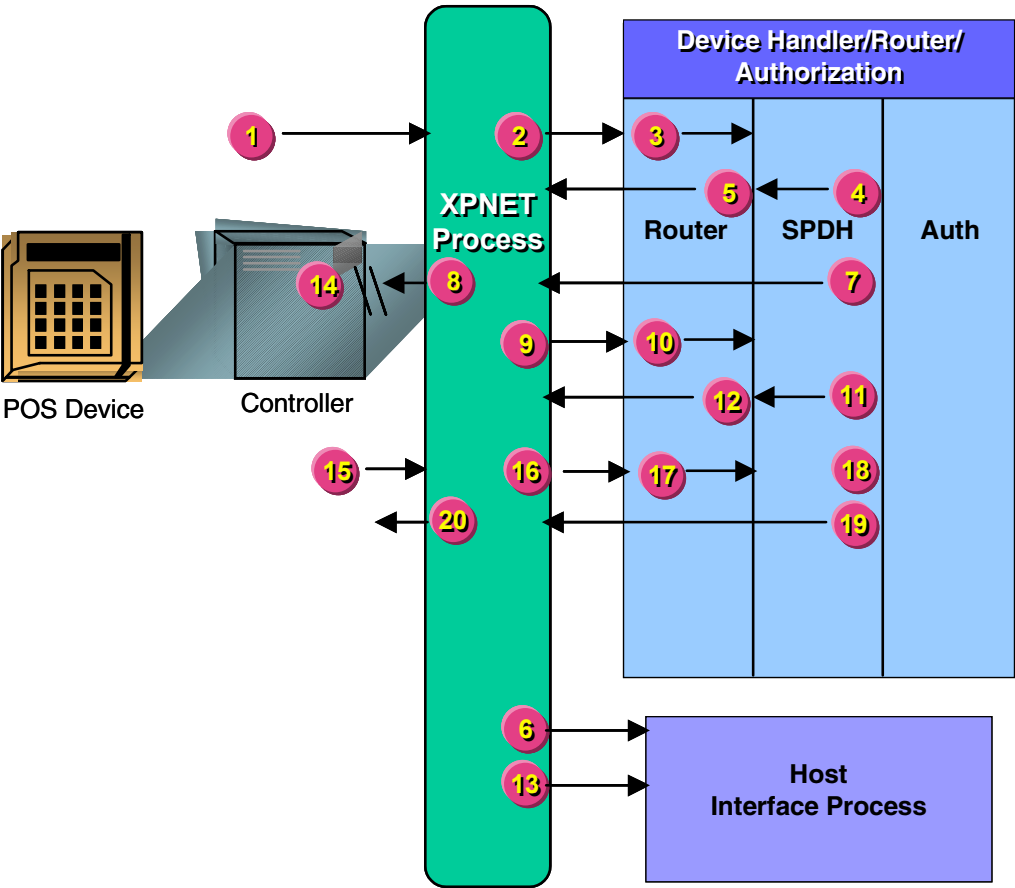 Device Handler/Router/
Authorization
1
2
3
5
4
XPNET
Process
Router
SPDH
Auth
14
8
7
9
10
POS Device
Controller
12
11
15
16
17
18
20
19
6
13
Host
Interface Process